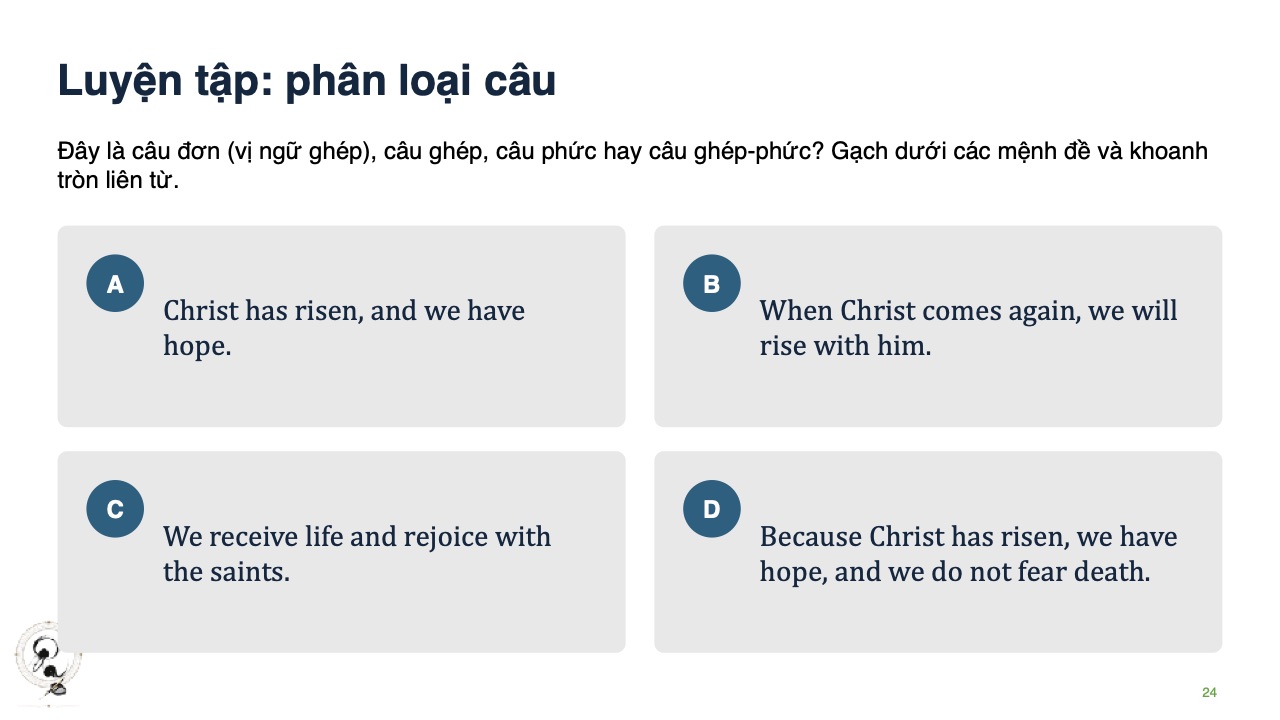 Luyện tập: phân loại câu
Đây là câu đơn (vị ngữ ghép), câu ghép, câu phức hay câu ghép-phức? Gạch dưới các mệnh đề và khoanh
tròn liên từ.
A
Christ has risen, and we have
hope.
B
When Christ comes again, we will
rise with him.
C
We receive life and rejoice with
the saints.
D
Because Christ has risen, we have
hope, and we do not fear death.
24